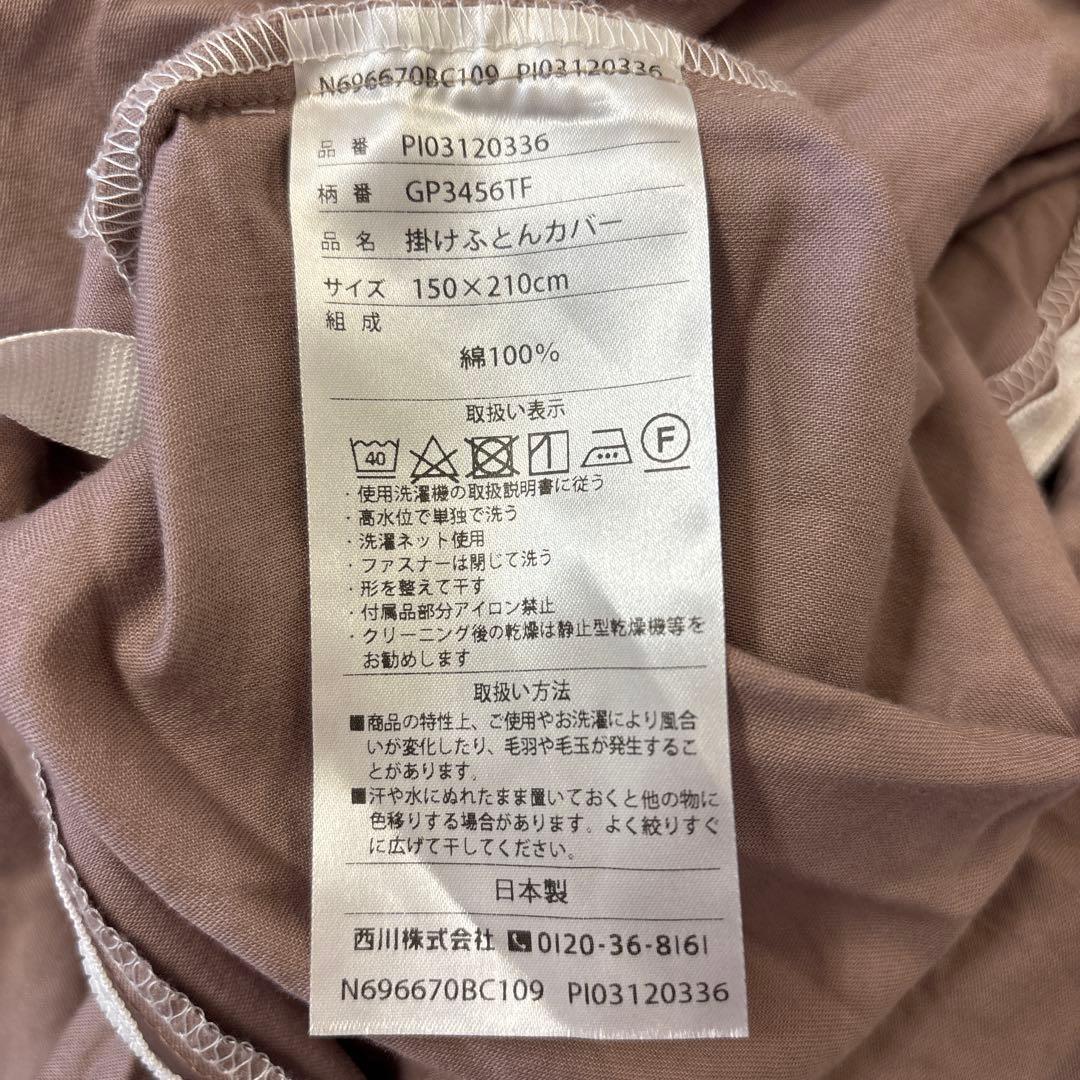 N696670BC109 PI03120336
品番 PI03120336
柄番 GP3456TF
品名 掛けふとんカバー
サイズ 150×210cm
組成
綿100%
取扱い表示
40 F
・使用洗濯機の取扱説明書に従う
・高水位で単独で洗う
・洗濯ネット使用
・ファスナーは閉じて洗う
・形を整えて干す
・付属品部分アイロン禁止
・クリーニング後の乾燥は静止型乾燥機等を
お勧めします
取扱い方法
■商品の特性上、ご使用やお洗濯により風合
いが変化したり、毛羽や毛玉が発生するこ
とがあります。
■汗や水にぬれたまま置いておくと他の物に
色移りする場合があります。よく絞りすぐ
に広げて干してください。
日本製
西川株式会社 0120-36-8161
N696670BC109 PI03120336